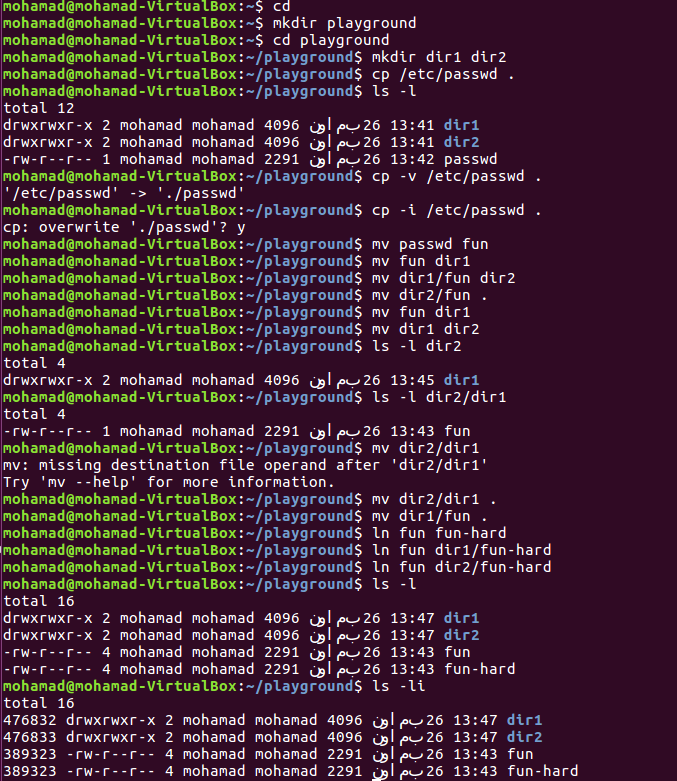 mohamad@mohamad-VirtualBox:~$ cd
mohamad@mohamad-VirtualBox:~$ mkdir playground
mohamad@mohamad-VirtualBox:~$ cd playground
mohamad@mohamad-VirtualBox:~/playground$ mkdir dir1 dir2
mohamad@mohamad-VirtualBox:~/playground$ cp /etc/passwd .
mohamad@mohamad-VirtualBox:~/playground$ ls -l
total 12
drwxrwxr-x 2 mohamad mohamad 4096 نوامب 26 13:41 dir1
drwxrwxr-x 2 mohamad mohamad 4096 نوامب 26 13:41 dir2
-rw-r--r-- 1 mohamad mohamad 2291 نوامب 26 13:42 passwd
mohamad@mohamad-VirtualBox:~/playground$ cp -v /etc/passwd .
'/etc/passwd' -> './passwd'
mohamad@mohamad-VirtualBox:~/playground$ cp -i /etc/passwd .
cp: overwrite './passwd'? y
mohamad@mohamad-VirtualBox:~/playground$ mv passwd fun
mohamad@mohamad-VirtualBox:~/playground$ mv fun dir1
mohamad@mohamad-VirtualBox:~/playground$ mv dir1/fun dir2
mohamad@mohamad-VirtualBox:~/playground$ mv dir2/fun .
mohamad@mohamad-VirtualBox:~/playground$ mv fun dir1
mohamad@mohamad-VirtualBox:~/playground$ mv dir1 dir2
mohamad@mohamad-VirtualBox:~/playground$ ls -l dir2
total 4
drwxrwxr-x 2 mohamad mohamad 4096 نوامب 26 13:45 dir1
mohamad@mohamad-VirtualBox:~/playground$ ls -l dir2/dir1
total 4
-rw-r--r-- 1 mohamad mohamad 2291 نوامب 26 13:43 fun
mohamad@mohamad-VirtualBox:~/playground$ mv dir2/dir1
mv: missing destination file operand after 'dir2/dir1'
Try 'mv --help' for more information.
mohamad@mohamad-VirtualBox:~/playground$ mv dir2/dir1 .
mohamad@mohamad-VirtualBox:~/playground$ mv dir1/fun .
mohamad@mohamad-VirtualBox:~/playground$ ln fun fun-hard
mohamad@mohamad-VirtualBox:~/playground$ ln fun dir1/fun-hard
mohamad@mohamad-VirtualBox:~/playground$ ln fun dir2/fun-hard
mohamad@mohamad-VirtualBox:~/playground$ ls -l
total 16
drwxrwxr-x 2 mohamad mohamad 4096 نوامب 26 13:47 dir1
drwxrwxr-x 2 mohamad mohamad 4096 نوامب 26 13:47 dir2
-rw-r--r-- 4 mohamad mohamad 2291 نوامب 26 13:43 fun
-rw-r--r-- 4 mohamad mohamad 2291 نوامب 26 13:43 fun-hard
mohamad@mohamad-VirtualBox:~/playground$ ls -li
total 16
476832 drwxrwxr-x 2 mohamad mohamad 4096 نوامب 26 13:47 dir1
476833 drwxrwxr-x 2 mohamad mohamad 4096 نوامب 26 13:47 dir2
389323 -rw-r--r-- 4 mohamad mohamad 2291 نوامب 26 13:43 fun
389323 -rw-r--r-- 4 mohamad mohamad 2291 نوامب 26 13:43 fun-hard